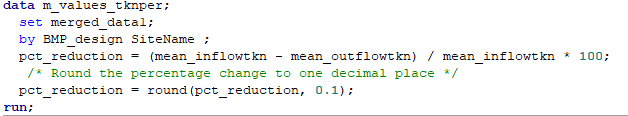 data m_values_tknper;
set merged_data1;
by BMP_design SiteName ;
pct_reduction = (mean_inflowtkn - mean_outflowtkn) / mean_inflowtkn * 100;
/* Round the percentage change to one decimal place */
pct_reduction = round(pct_reduction, 0.1);
run;